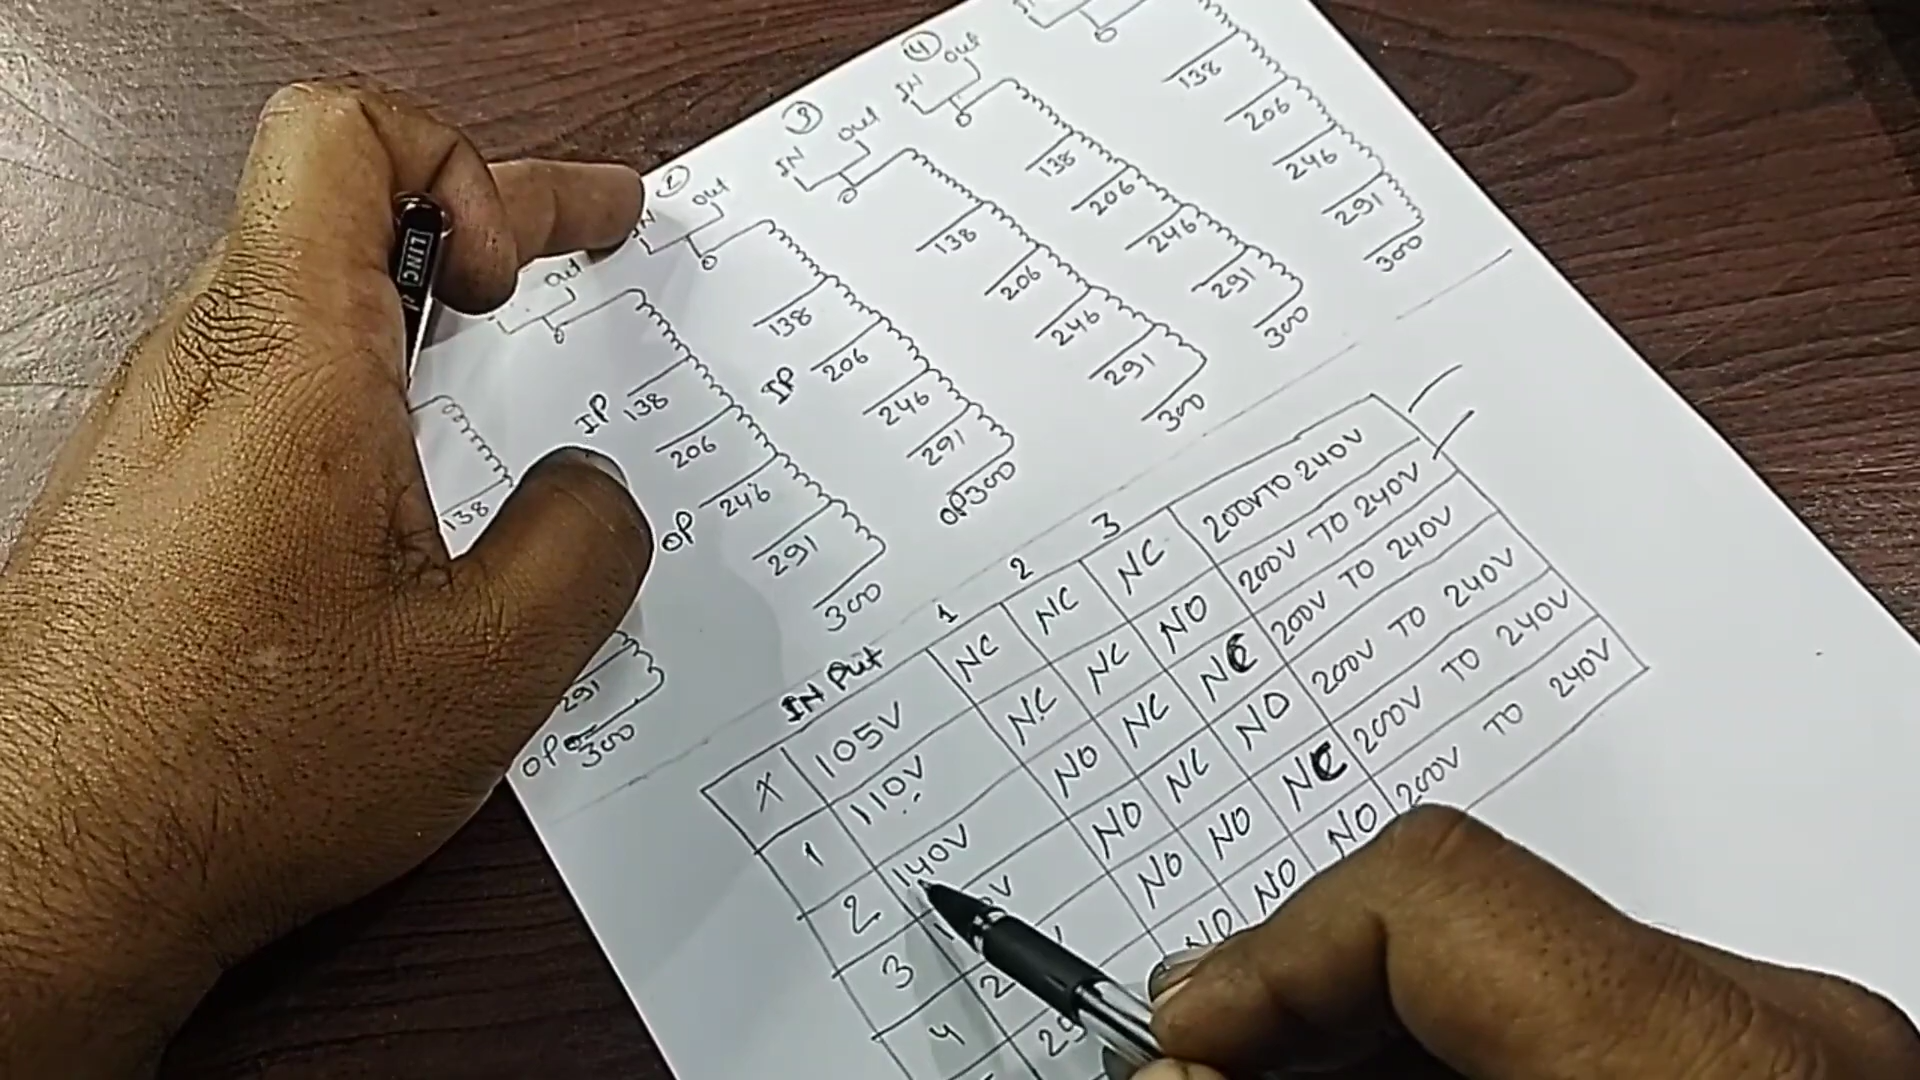 138
206
246
291
300
4
IN
Out
138
206
246
291
300
3
IN
Out
138
206
246
291
300
2
IN
Out
138
IP
206
246
291
OP 300
Out
IP
138
206
OP
246
291
300
138
291
OP 300
LINC
IN Put 1 2 3
X 105V NC NC NC 200V TO 240V
1 110V NC NC NO 200V TO 240V
2 140V NO NC NC 200V TO 240V
3 NO NC NO 200V TO 240V
4 NO NO NC 200V TO 240V
NO NO NO 200V TO 240V